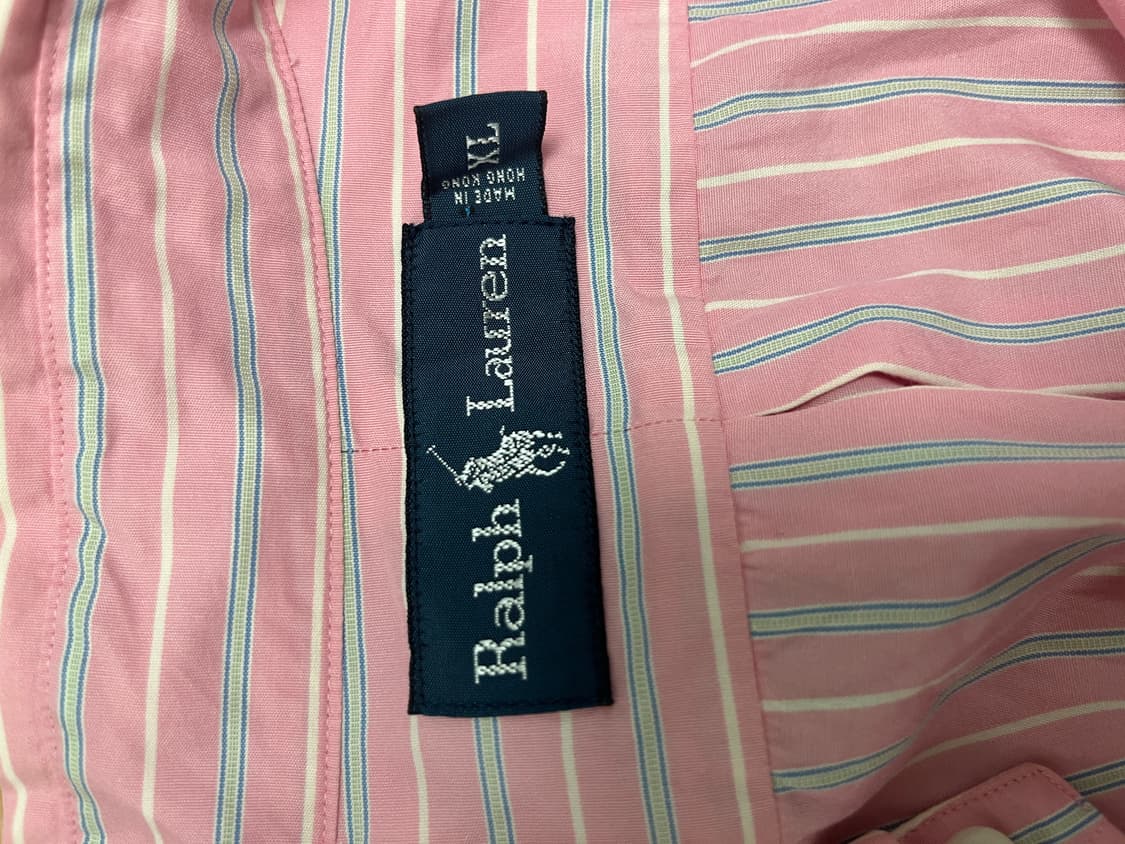 Ralph Lauren
XL
MADE IN
HONG KONG